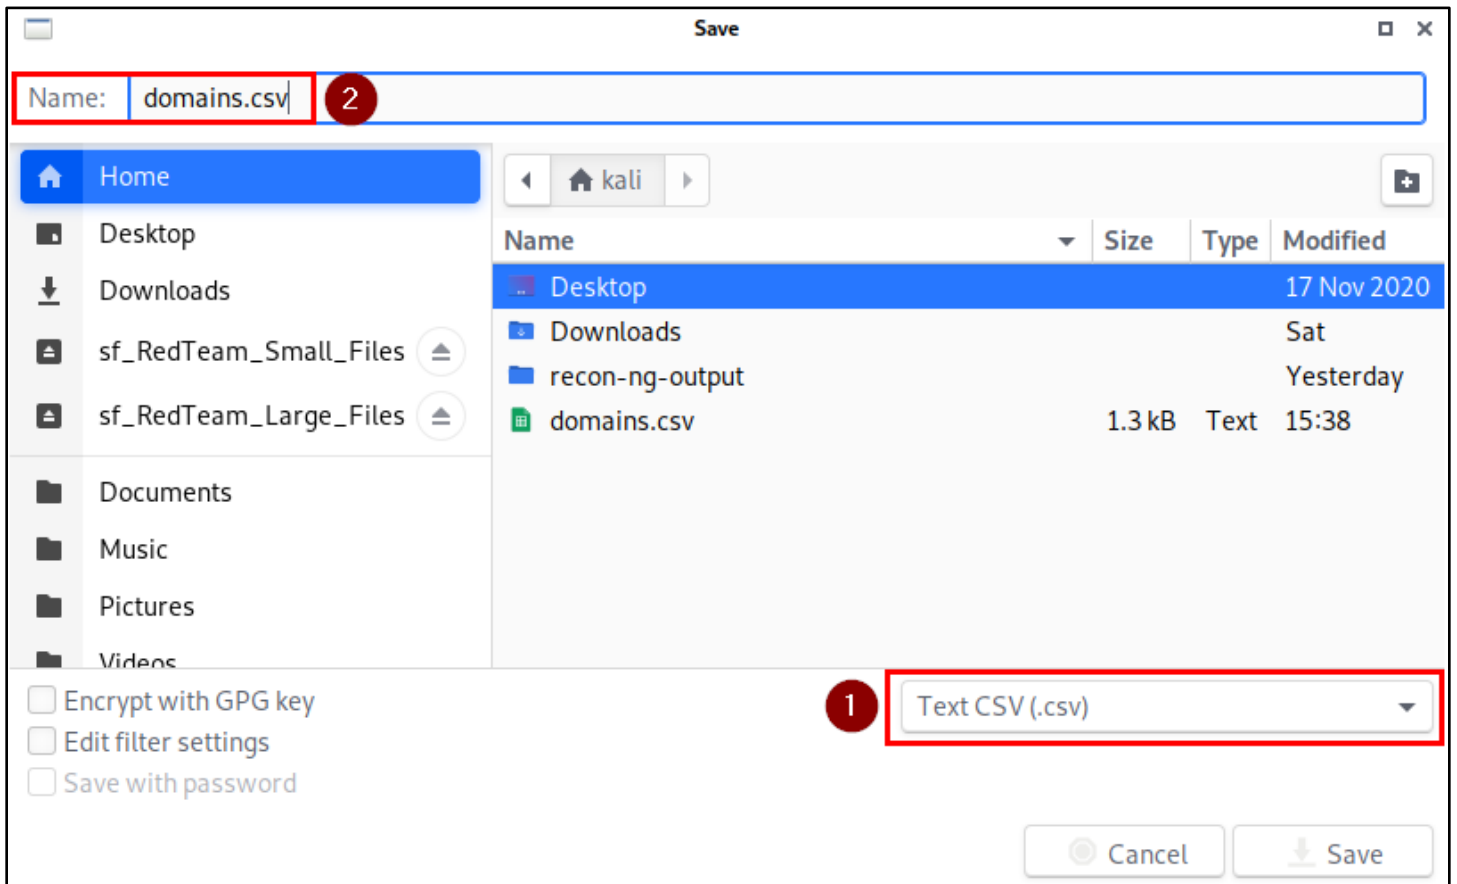 Save
Name: domains.csv 2
Home
Desktop
Downloads
sf_RedTeam_Small_Files
sf_RedTeam_Large_Files
Documents
Music
Pictures
Videos
kali
Name Size Type Modified
Desktop 17 Nov 2020
Downloads Sat
recon-ng-output Yesterday
domains.csv 1.3 kB Text 15:38
Encrypt with GPG key
Edit filter settings
Save with password
1 Text CSV (.csv)
Cancel Save